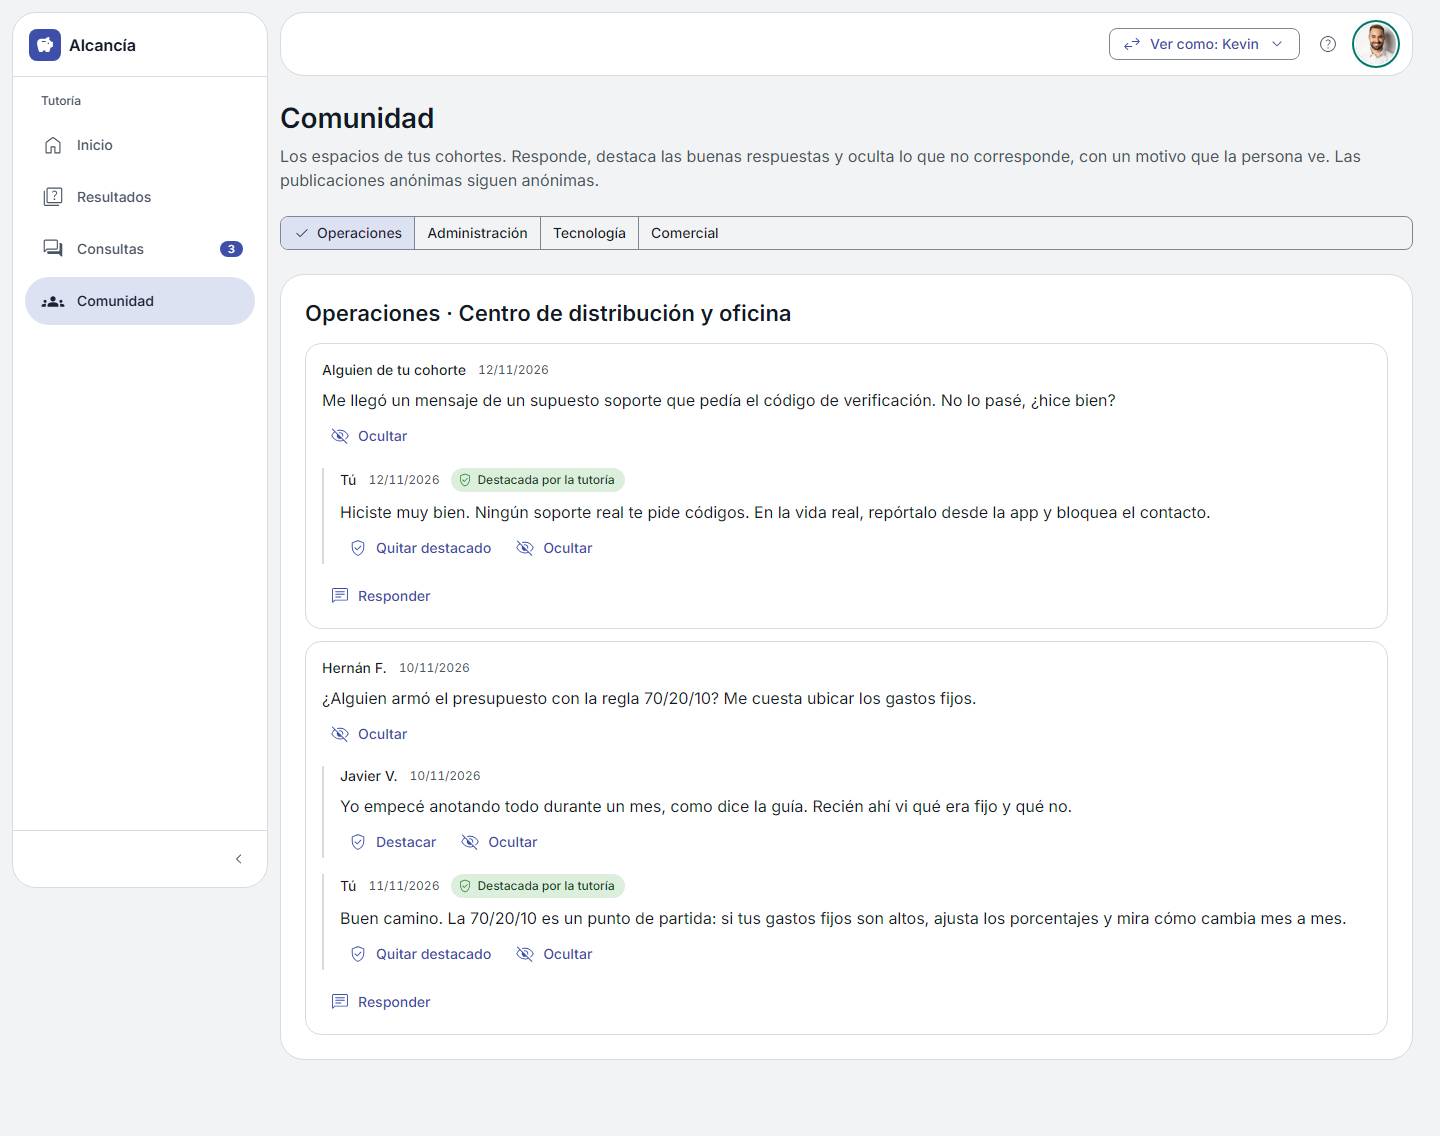 Alcancía
Ver como: Kevin
Tutoría
Inicio
Resultados
Consultas 3
Comunidad
Comunidad
Los espacios de tus cohortes. Responde, destaca las buenas respuestas y oculta lo que no corresponde, con un motivo que la persona ve. Las
publicaciones anónimas siguen anónimas.
Operaciones Administración Tecnología Comercial
Operaciones · Centro de distribución y oficina
Alguien de tu cohorte 12/11/2026
Me llegó un mensaje de un supuesto soporte que pedía el código de verificación. No lo pasé, ¿hice bien?
Ocultar
Tú 12/11/2026 Destacada por la tutoría
Hiciste muy bien. Ningún soporte real te pide códigos. En la vida real, repórtalo desde la app y bloquea el contacto.
Quitar destacado Ocultar
Responder
Hernán F. 10/11/2026
¿Alguien armó el presupuesto con la regla 70/20/10? Me cuesta ubicar los gastos fijos.
Ocultar
Javier V. 10/11/2026
Yo empecé anotando todo durante un mes, como dice la guía. Recién ahí vi qué era fijo y qué no.
Destacar Ocultar
Tú 11/11/2026 Destacada por la tutoría
Buen camino. La 70/20/10 es un punto de partida: si tus gastos fijos son altos, ajusta los porcentajes y mira cómo cambia mes a mes.
Quitar destacado Ocultar
Responder